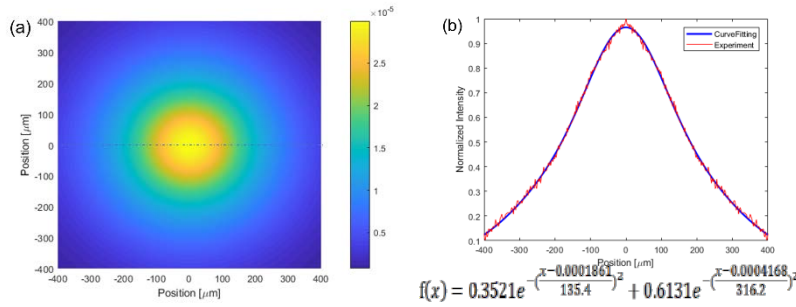 (a)
×10⁻⁵
400
300
200
100
0
-100
-200
-300
-400
Position [μm]
-400 -300 -200 -100 0 100 200 300 400
Position [μm]
3
2.5
2
1.5
1
0.5
(b)
1
0.9
0.8
0.7
0.6
0.5
0.4
0.3
0.2
0.1
Normalized Intensity
CurveFitting
Experiment
-400 -300 -200 -100 0 100 200 300 400
Position [μm]
f(x) = 0.3521e^{-(\frac{x-0.0001861}{135.4})^2} + 0.6131e^{-(\frac{x-0.0004168}{316.2})^2}